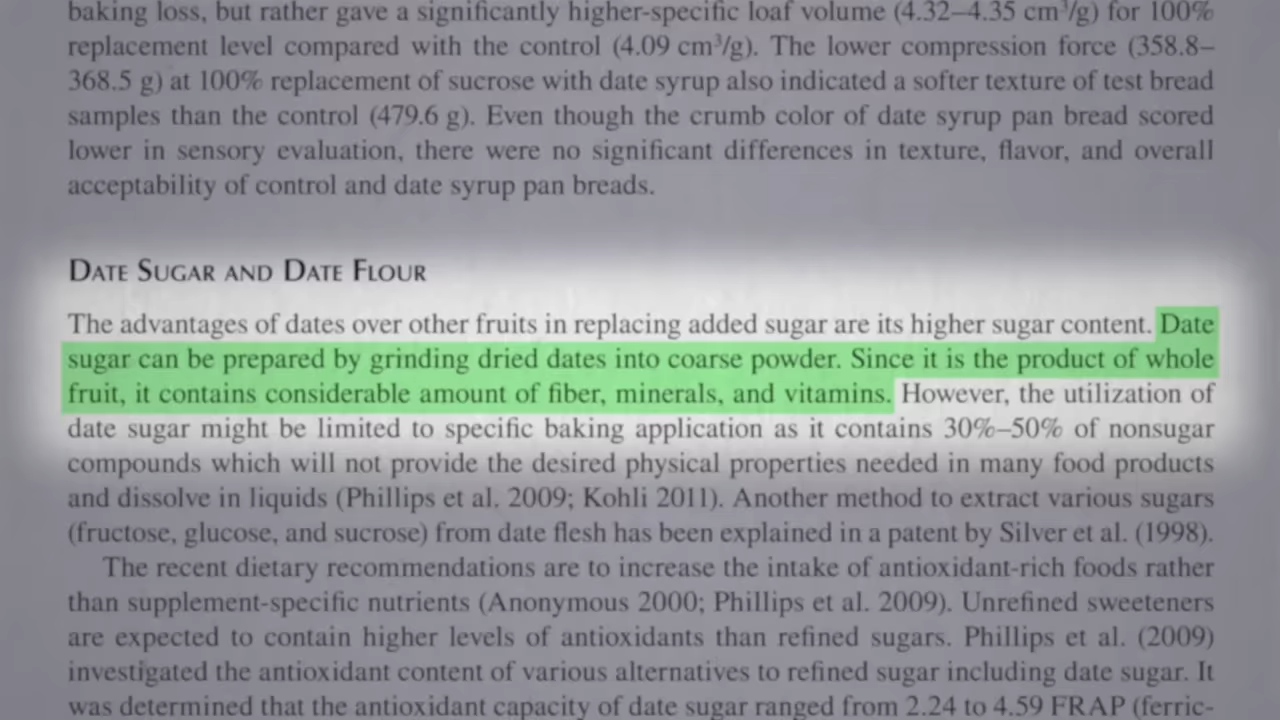 baking loss, but rather gave a significantly higher-specific loaf volume (4.32–4.35 cm³/g) for 100%
replacement level compared with the control (4.09 cm³/g). The lower compression force (358.8–
368.5 g) at 100% replacement of sucrose with date syrup also indicated a softer texture of test bread
samples than the control (479.6 g). Even though the crumb color of date syrup pan bread scored
lower in sensory evaluation, there were no significant differences in texture, flavor, and overall
acceptability of control and date syrup pan breads.
DATE SUGAR AND DATE FLOUR
The advantages of dates over other fruits in replacing added sugar are its higher sugar content. Date
sugar can be prepared by grinding dried dates into coarse powder. Since it is the product of whole
fruit, it contains considerable amount of fiber, minerals, and vitamins. However, the utilization of
date sugar might be limited to specific baking application as it contains 30%–50% of nonsugar
compounds which will not provide the desired physical properties needed in many food products
and dissolve in liquids (Phillips et al. 2009; Kohli 2011). Another method to extract various sugars
(fructose, glucose, and sucrose) from date flesh has been explained in a patent by Silver et al. (1998).
The recent dietary recommendations are to increase the intake of antioxidant-rich foods rather
than supplement-specific nutrients (Anonymous 2000; Phillips et al. 2009). Unrefined sweeteners
are expected to contain higher levels of antioxidants than refined sugars. Phillips et al. (2009)
investigated the antioxidant content of various alternatives to refined sugar including date sugar. It
was determined that the antioxidant capacity of date sugar ranged from 2.24 to 4.59 FRAP (ferric-